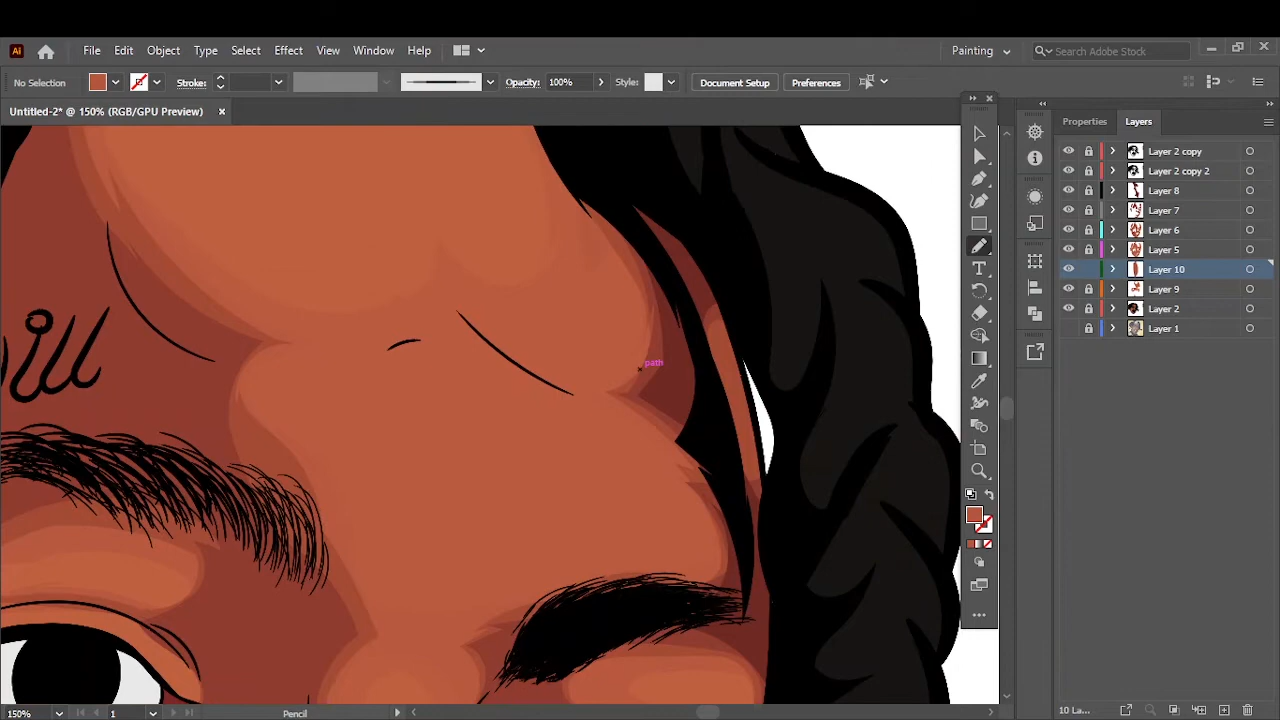 Ai File Edit Object Type Select Effect View Window Help Painting Search Adobe Stock
No Selection Stroke: Opacity: 100% Style: Document Setup Preferences
Untitled-2* @ 150% (RGB/GPU Preview)
Properties Layers
Layer 2 copy
Layer 2 copy 2
Layer 8
Layer 7
Layer 6
Layer 5
Layer 10
Layer 9
Layer 2
Layer 1
path
ill
150% 1 Pencil 10 La...